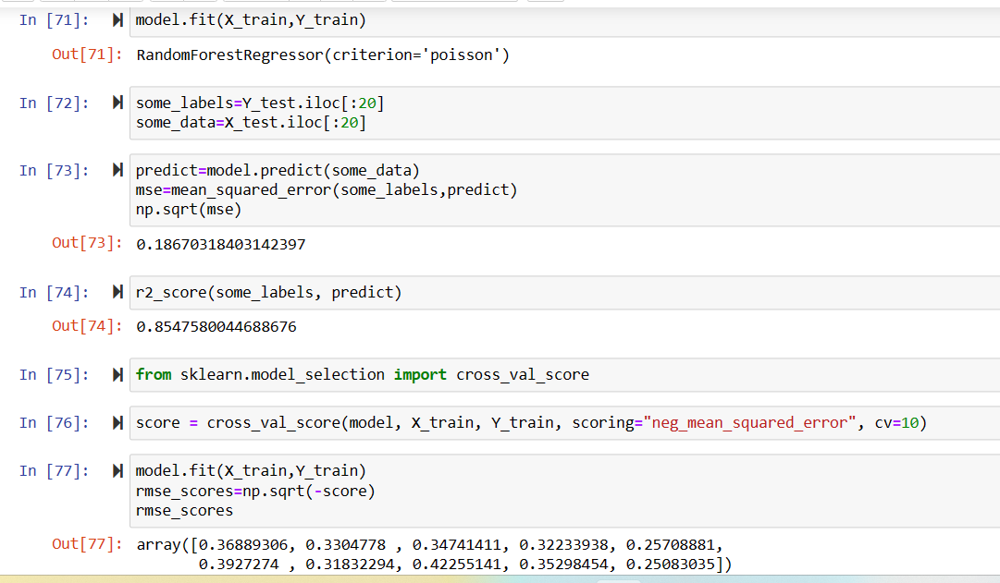 In [71]: model.fit(X_train,Y_train)
Out[71]: RandomForestRegressor(criterion='poisson')
In [72]: some_labels=Y_test.iloc[:20]
some_data=X_test.iloc[:20]
In [73]: predict=model.predict(some_data)
mse=mean_squared_error(some_labels,predict)
np.sqrt(mse)
Out[73]: 0.18670318403142397
In [74]: r2_score(some_labels, predict)
Out[74]: 0.8547580044688676
In [75]: from sklearn.model_selection import cross_val_score
In [76]: score = cross_val_score(model, X_train, Y_train, scoring="neg_mean_squared_error", cv=10)
In [77]: model.fit(X_train,Y_train)
rmse_scores=np.sqrt(-score)
rmse_scores
Out[77]: array([0.36889306, 0.3304778 , 0.34741411, 0.32233938, 0.25708881,
0.3927274 , 0.31832294, 0.42255141, 0.35298454, 0.25083035])